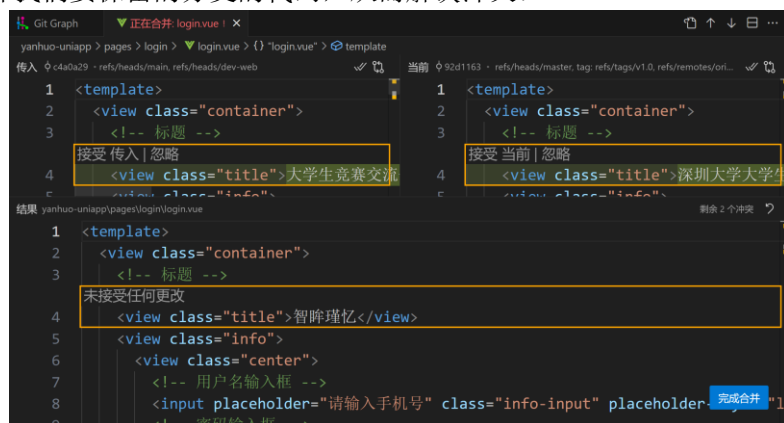 Git Graph
正在合并: login.vue !
yanhuo-uniapp > pages > login > login.vue > {} "login.vue" > template
传入 c4a0a29 · refs/heads/main, refs/heads/dev-web
当前 92d1163 · refs/heads/master, tag: refs/tags/v1.0, refs/remotes/ori...
1 <template>
2 <view class="container">
3 <!-- 标题 -->
接受 传入 | 忽略
4 <view class="title">大学生竞赛交流
5 <view class="info">
1 <template>
2 <view class="container">
3 <!-- 标题 -->
接受 当前 | 忽略
4 <view class="title">深圳大学大学生
5 <view class="info">
结果 yanhuo-uniapp\pages\login\login.vue
剩余 2 个冲突
1 <template>
2 <view class="container">
3 <!-- 标题 -->
未接受任何更改
4 <view class="title">智眸瑾忆</view>
5 <view class="info">
6 <view class="center">
7 <!-- 用户名输入框 -->
8 <input placeholder="请输入手机号" class="info-input" placeholder-
完成合并